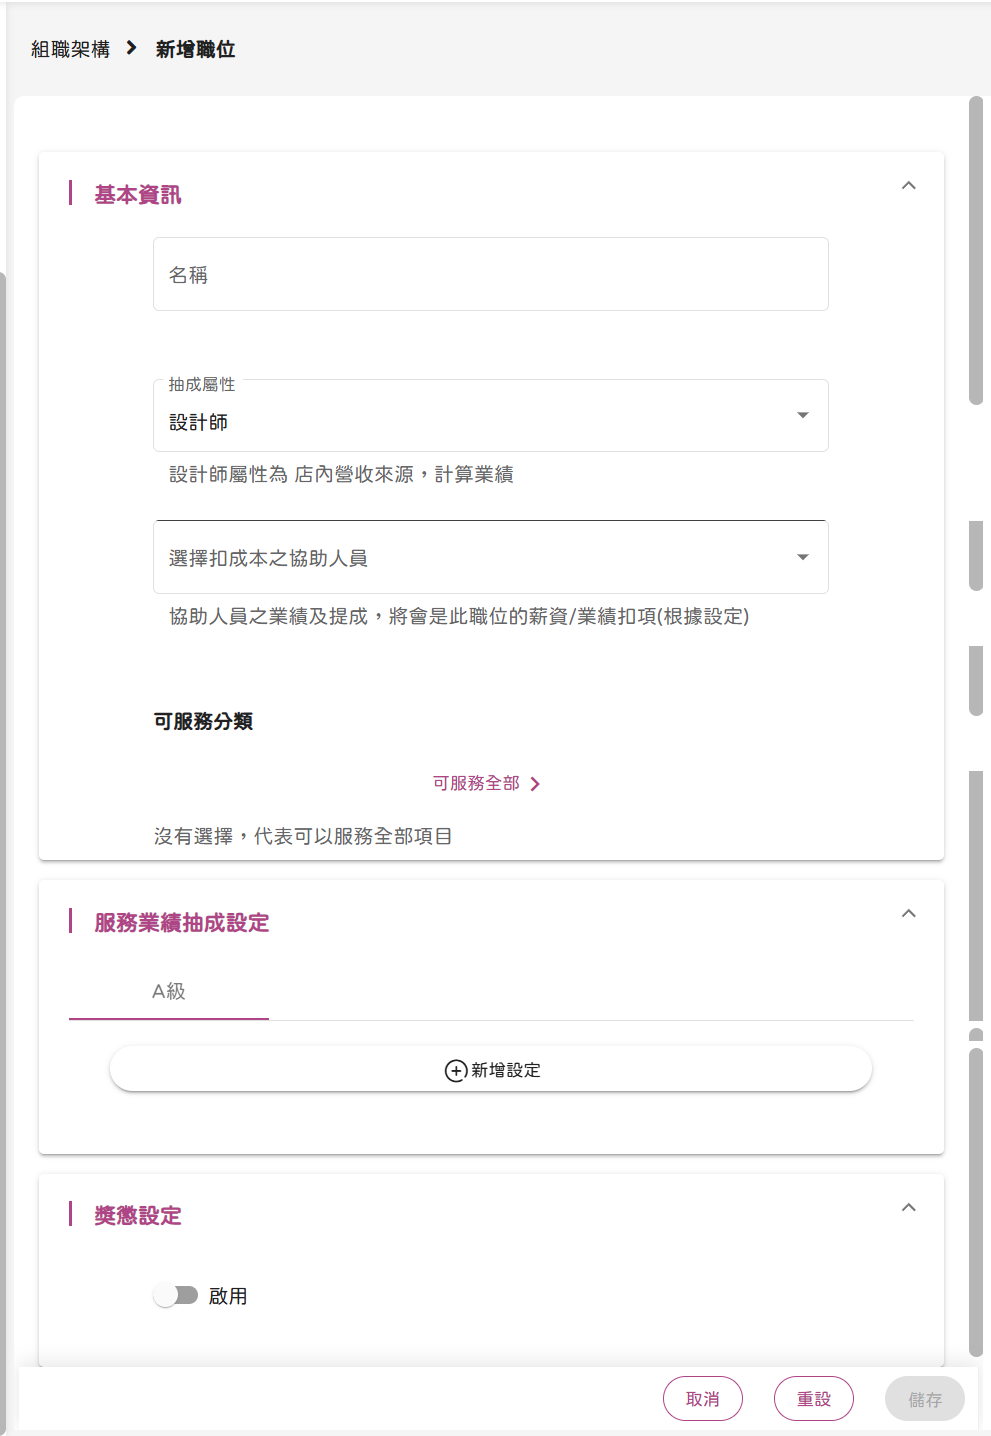 組職架構 > 新增職位
基本資訊
名稱
抽成屬性
設計師
設計師屬性為 店內營收來源，計算業績
選擇扣成本之協助人員
協助人員之業績及提成，將會是此職位的薪資/業績扣項(根據設定)
可服務分類
可服務全部
沒有選擇，代表可以服務全部項目
服務業績抽成設定
A級
新增設定
獎懲設定
啟用
取消
重設
儲存